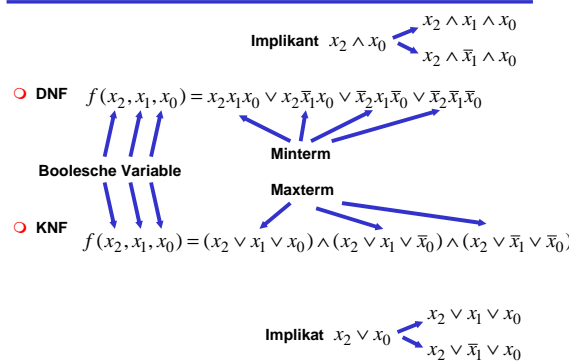 x₂ ∧ x₁ ∧ x₀
Implikant x₂ ∧ x₀
x₂ ∧ x̄₁ ∧ x₀
DNF f(x₂, x₁, x₀) = x₂x₁x₀ ∨ x₂x̄₁x₀ ∨ x̄₂x₁x̄₀ ∨ x̄₂x̄₁x̄₀
Minterm
Boolesche Variable
Maxterm
KNF f(x₂, x₁, x₀) = (x₂ ∨ x₁ ∨ x₀) ∧ (x₂ ∨ x₁ ∨ x̄₀) ∧ (x₂ ∨ x̄₁ ∨ x̄₀)
x₂ ∨ x₁ ∨ x₀
Implikat x₂ ∨ x₀
x₂ ∨ x̄₁ ∨ x₀